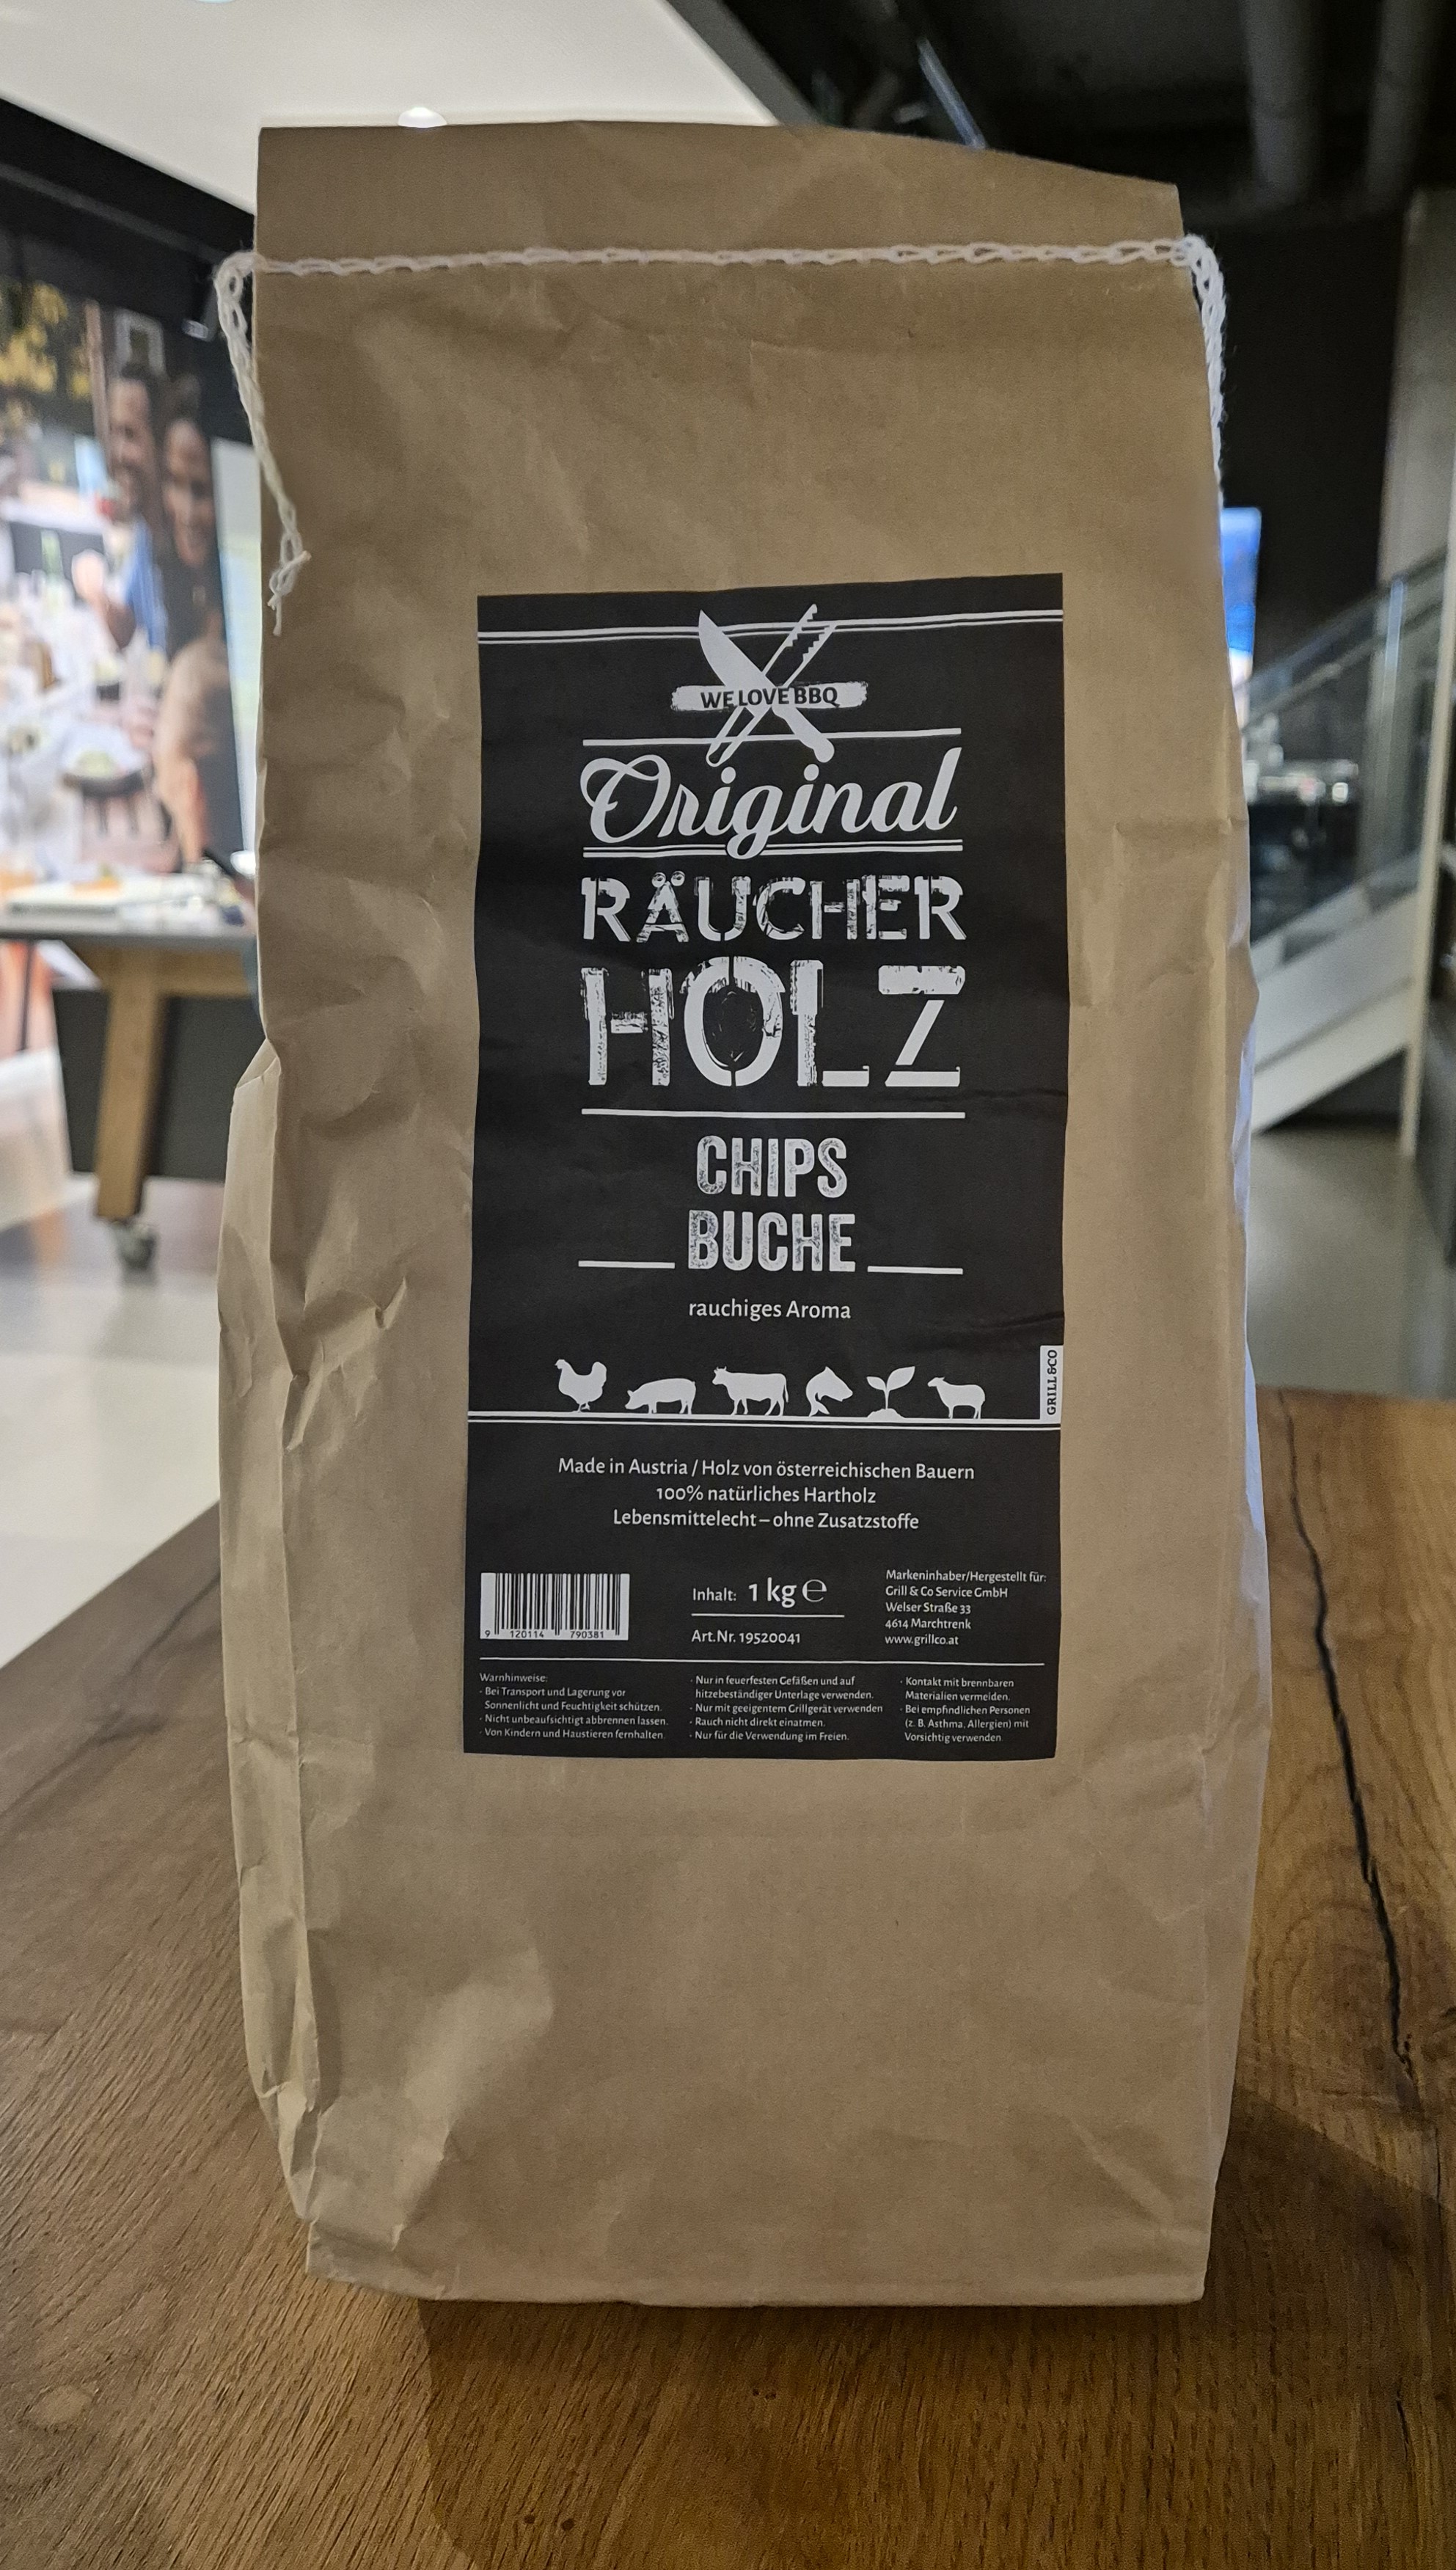 WE LOVE BBQ
Original
RÄUCHER
HOLZ
CHIPS
BUCHE
rauchiges Aroma
GRILL&CO
Made in Austria / Holz von österreichischen Bauern
100% natürliches Hartholz
Lebensmittelecht – ohne Zusatzstoffe
9 120114 790381
Inhalt: 1 kg ℮
Art.Nr. 19520041
Markeninhaber/Hergestellt für:
Grill & Co Service GmbH
Welser Straße 33
4614 Marchtrenk
www.grillco.at
Warnhinweise:
· Bei Transport und Lagerung vor
Sonnenlicht und Feuchtigkeit schützen.
· Nicht unbeaufsichtigt abbrennen lassen.
· Von Kindern und Haustieren fernhalten.
· Nur in feuerfesten Gefäßen und auf
hitzebeständiger Unterlage verwenden.
· Nur mit geeigentem Grillgerät verwenden
· Rauch nicht direkt einatmen.
· Nur für die Verwendung im Freien.
· Kontakt mit brennbaren
Materialien vermeiden.
· Bei empfindlichen Personen
(z. B. Asthma, Allergien) mit
Vorsichtig verwenden.